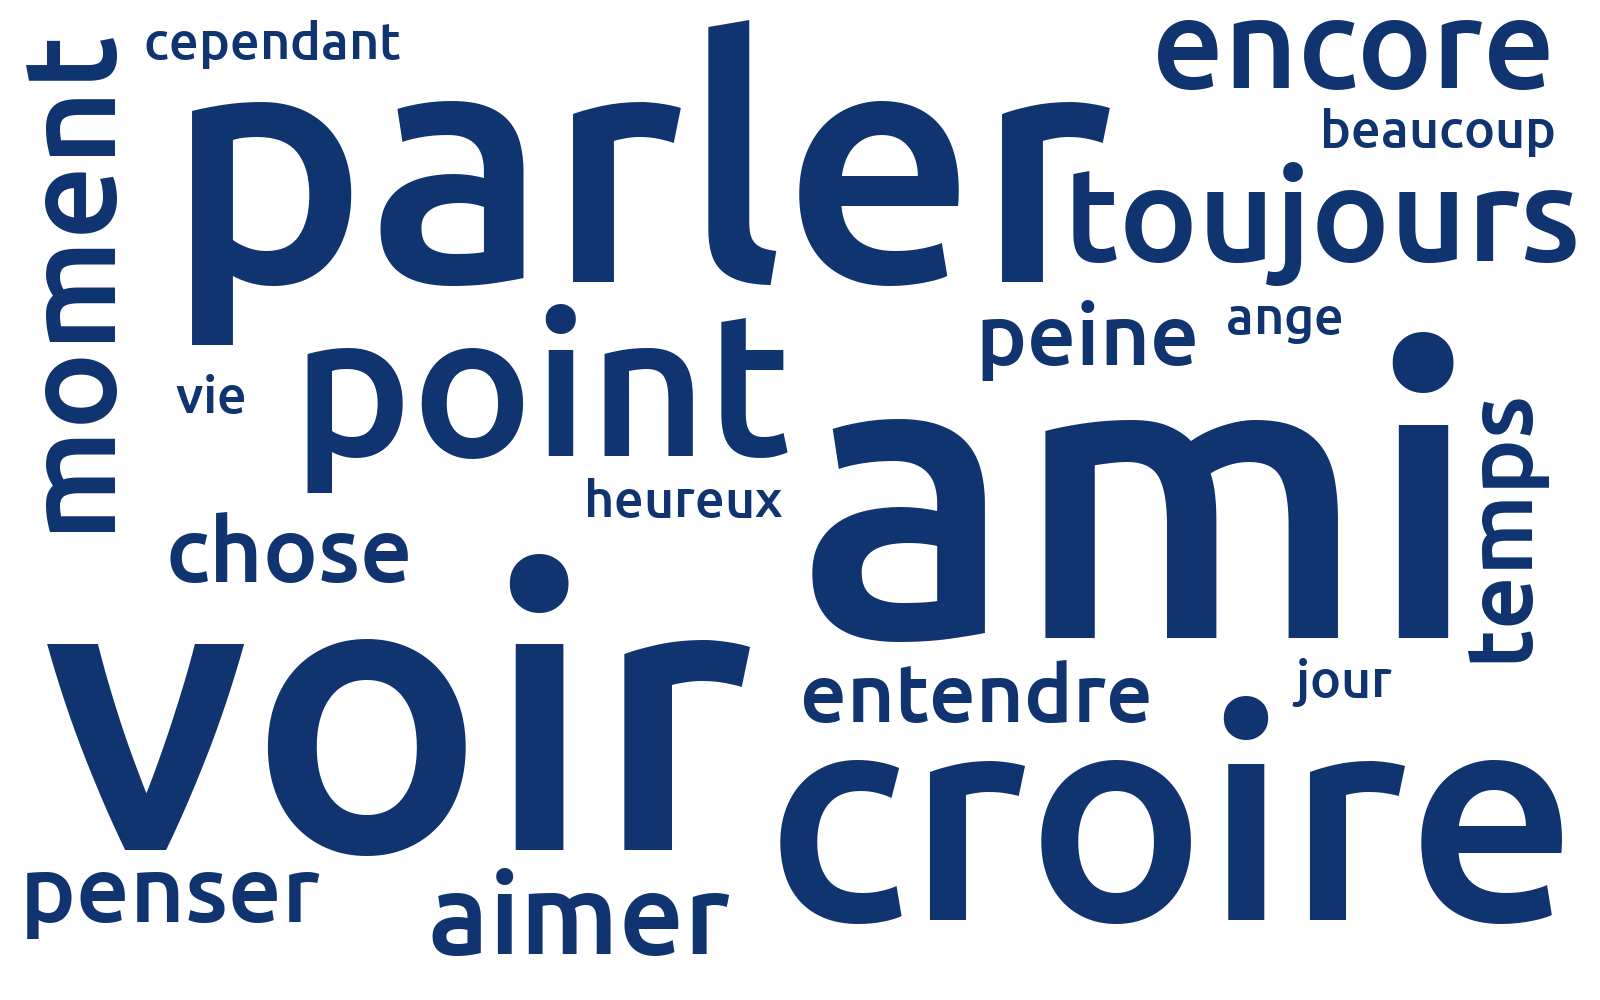 cependant
encore
moment
parler
beaucoup
toujours
point
peine
ange
vie
ami
temps
heureux
chose
voir
entendre
jour
croire
penser
aimer